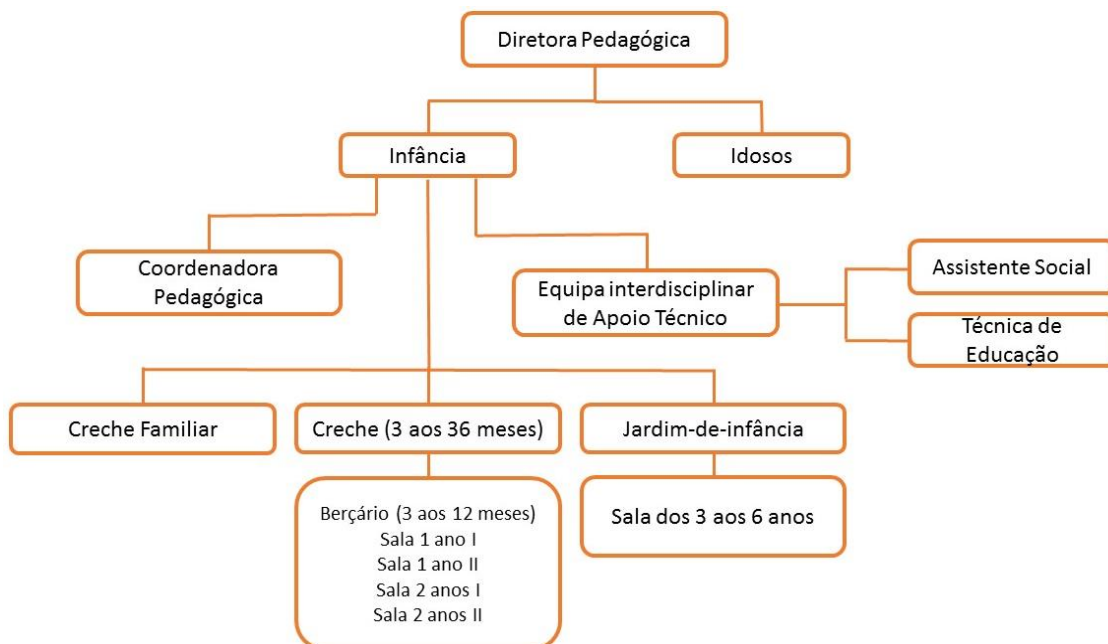 Diretora Pedagógica
Infância
Idosos
Coordenadora
Pedagógica
Equipa interdisciplinar
de Apoio Técnico
Assistente Social
Técnica de
Educação
Creche Familiar
Creche (3 aos 36 meses)
Jardim-de-infância
Berçário (3 aos 12 meses)
Sala 1 ano I
Sala 1 ano II
Sala 2 anos I
Sala 2 anos II
Sala dos 3 aos 6 anos